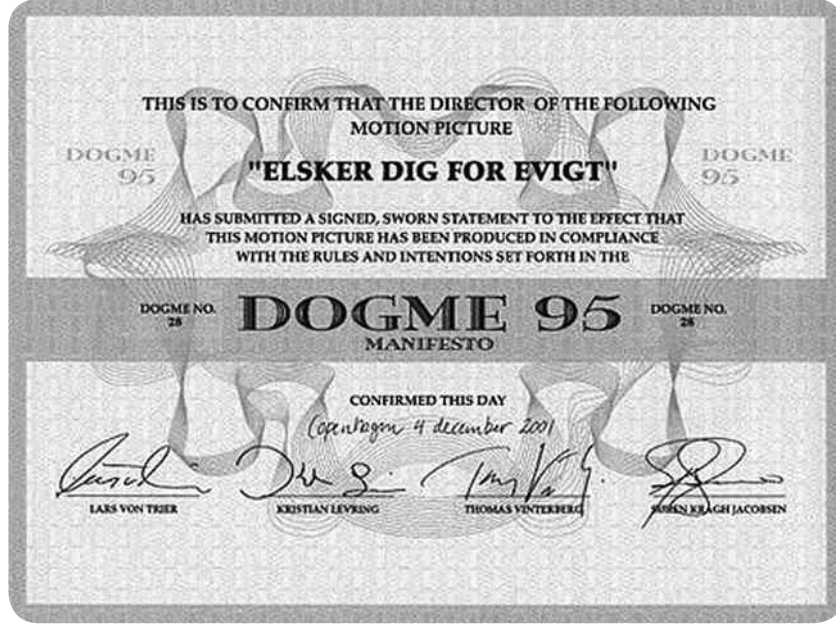 THIS IS TO CONFIRM THAT THE DIRECTOR OF THE FOLLOWING
MOTION PICTURE
DOGME
95
"ELSKER DIG FOR EVIGT"
DOGME
95
HAS SUBMITTED A SIGNED, SWORN STATEMENT TO THE EFFECT THAT
THIS MOTION PICTURE HAS BEEN PRODUCED IN COMPLIANCE
WITH THE RULES AND INTENTIONS SET FORTH IN THE
DOGME NO.
28
DOGME 95
MANIFESTO
DOGME NO.
28
CONFIRMED THIS DAY
Copenhagen 4 december 2001
LARS VON TRIER
KRISTIAN LEVRING
THOMAS VINTERBERG
SØREN KRAGH JACOBSEN